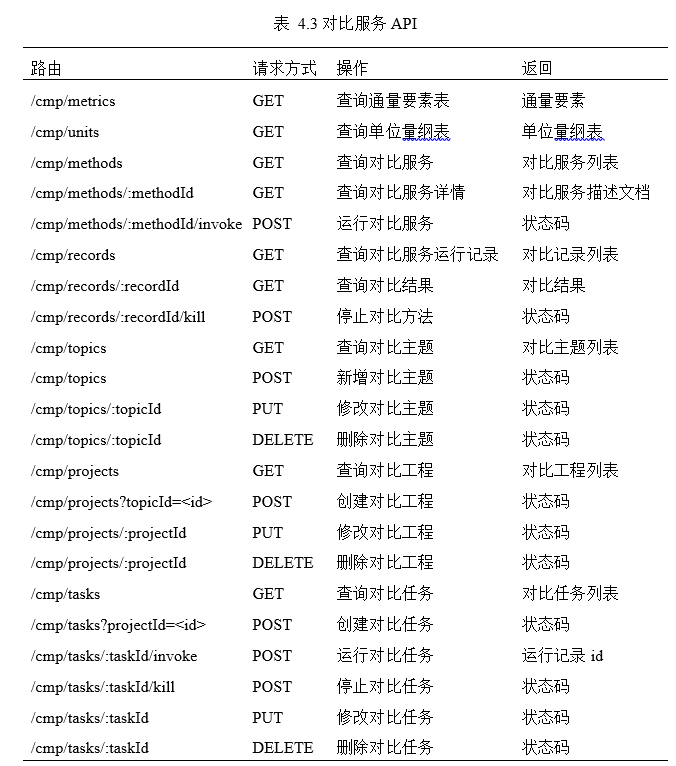 表 4.3 对比服务 API
路由 请求方式 操作 返回
/cmp/metrics GET 查询通量要素表 通量要素
/cmp/units GET 查询单位量纲表 单位量纲表
/cmp/methods GET 查询对比服务 对比服务列表
/cmp/methods/:methodId GET 查询对比服务详情 对比服务描述文档
/cmp/methods/:methodId/invoke POST 运行对比服务 状态码
/cmp/records GET 查询对比服务运行记录 对比记录列表
/cmp/records/:recordId GET 查询对比结果 对比结果
/cmp/records/:recordId/kill POST 停止对比方法 状态码
/cmp/topics GET 查询对比主题 对比主题列表
/cmp/topics POST 新增对比主题 状态码
/cmp/topics/:topicId PUT 修改对比主题 状态码
/cmp/topics/:topicId DELETE 删除对比主题 状态码
/cmp/projects GET 查询对比工程 对比工程列表
/cmp/projects?topicId=<id> POST 创建对比工程 状态码
/cmp/projects/:projectId PUT 修改对比工程 状态码
/cmp/projects/:projectId DELETE 删除对比工程 状态码
/cmp/tasks GET 查询对比任务 对比任务列表
/cmp/tasks?projectId=<id> POST 创建对比任务 状态码
/cmp/tasks/:taskId/invoke POST 运行对比任务 运行记录 id
/cmp/tasks/:taskId/kill POST 停止对比任务 状态码
/cmp/tasks/:taskId PUT 修改对比任务 状态码
/cmp/tasks/:taskId DELETE 删除对比任务 状态码